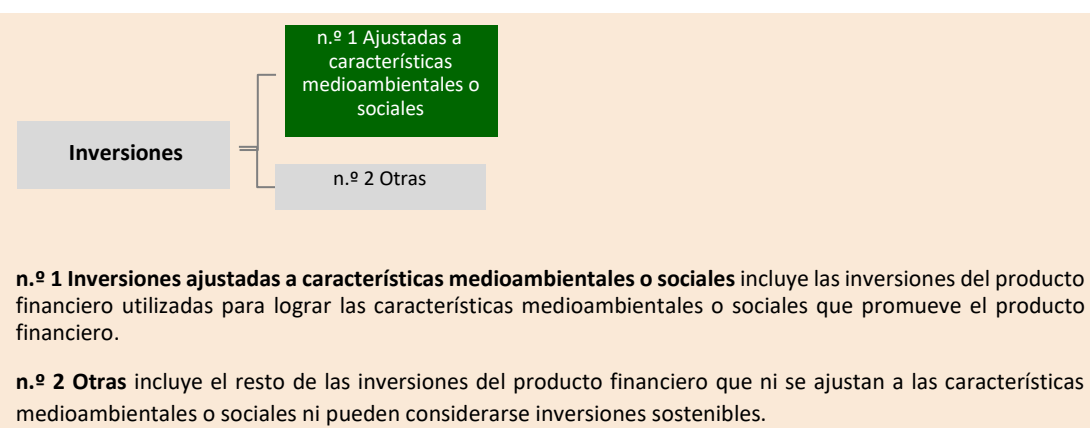 n.º 1 Ajustadas a
características
medioambientales o
sociales
Inversiones
n.º 2 Otras
n.º 1 Inversiones ajustadas a características medioambientales o sociales incluye las inversiones del producto
financiero utilizadas para lograr las características medioambientales o sociales que promueve el producto
financiero.
n.º 2 Otras incluye el resto de las inversiones del producto financiero que ni se ajustan a las características
medioambientales o sociales ni pueden considerarse inversiones sostenibles.